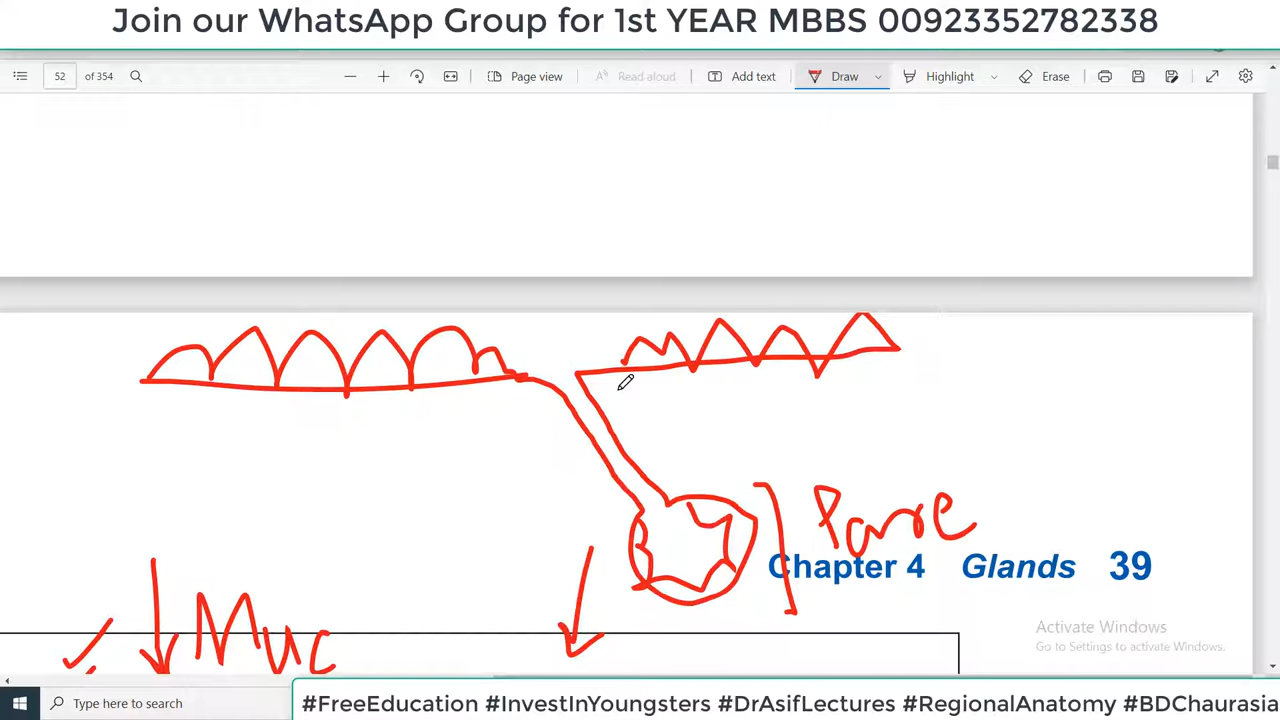 Join our WhatsApp Group for 1st YEAR MBBS 00923352782338
52 of 354
Page view
Read aloud
Add text
Draw
Highlight
Erase
Chapter 4 Glands 39
Muc
Activate Windows
Go to Settings to activate Windows.
Type here to search
#FreeEducation #InvestInYoungsters #DrAsifLectures #RegionalAnatomy #BDChaurasia